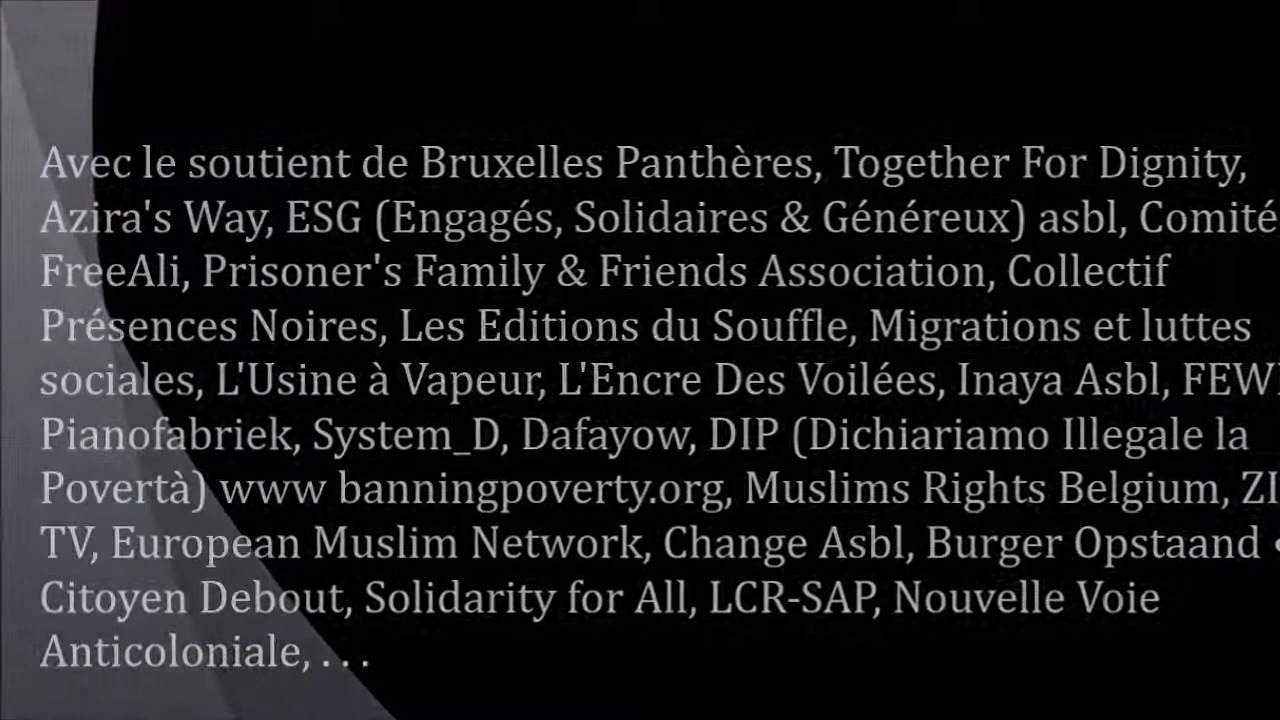 Avec le soutient de Bruxelles Panthères, Together For Dignity,
Azira's Way, ESG (Engagés, Solidaires & Généreux) asbl, Comité
FreeAli, Prisoner's Family & Friends Association, Collectif
Présences Noires, Les Editions du Souffle, Migrations et luttes
sociales, L'Usine à Vapeur, L'Encre Des Voilées, Inaya Asbl,
Pianofabriek, System_D, Dafayow, DIP (Dichiariamo Illegale la
Povertà) www banningpoverty.org, Muslims Rights Belgium,
TV, European Muslim Network, Change Asbl, Burger Opstaand
Citoyen Debout, Solidarity for All, LCR-SAP, Nouvelle Voie
Anticoloniale, . . .